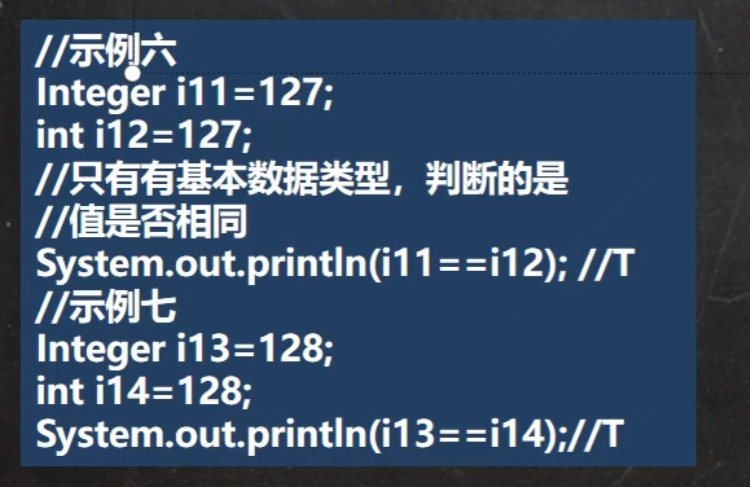 //示例六
Integer i11=127;
int i12=127;
//只有有基本数据类型，判断的是
//值是否相同
System.out.println(i11==i12); //T
//示例七
Integer i13=128;
int i14=128;
System.out.println(i13==i14);//T